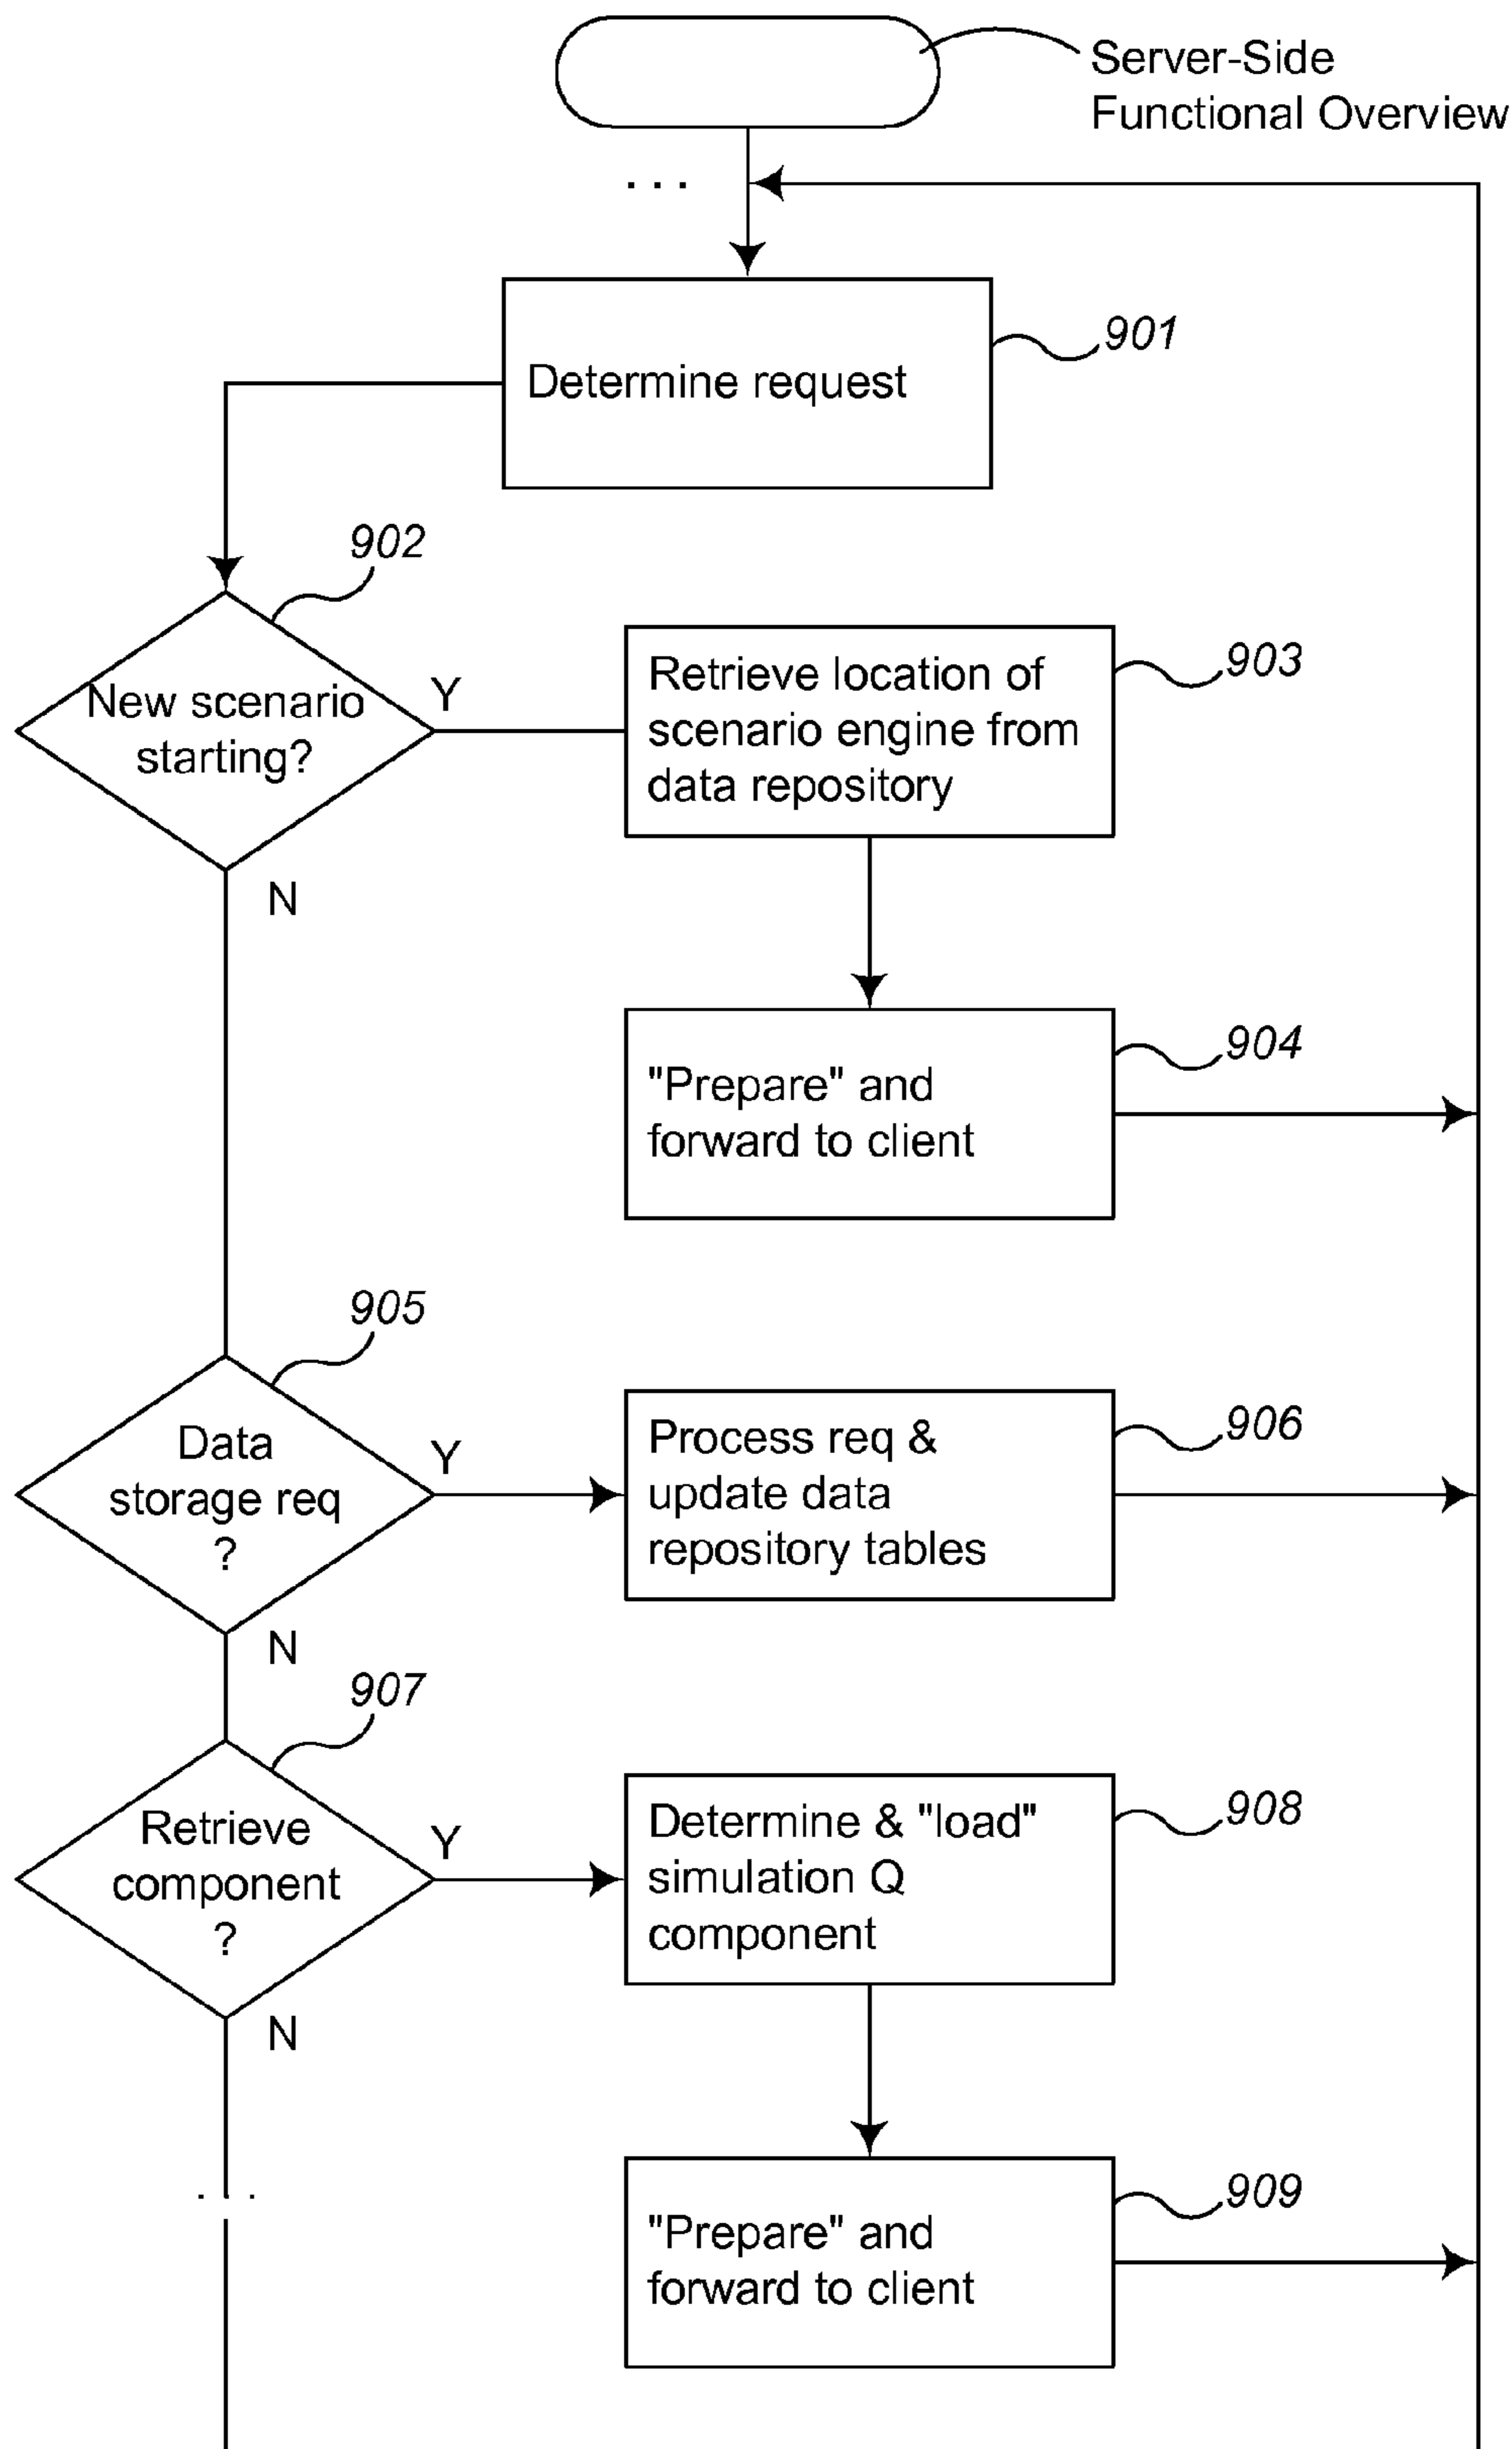 Server-Side
Functional Overview
. . .
Determine request
901
902
New scenario
starting?
Y
N
Retrieve location of
scenario engine from
data repository
903
"Prepare" and
forward to client
904
905
Data
storage req
?
Y
N
Process req &
update data
repository tables
906
907
Retrieve
component
?
Y
N
Determine & "load"
simulation Q
component
908
. . .
"Prepare" and
forward to client
909